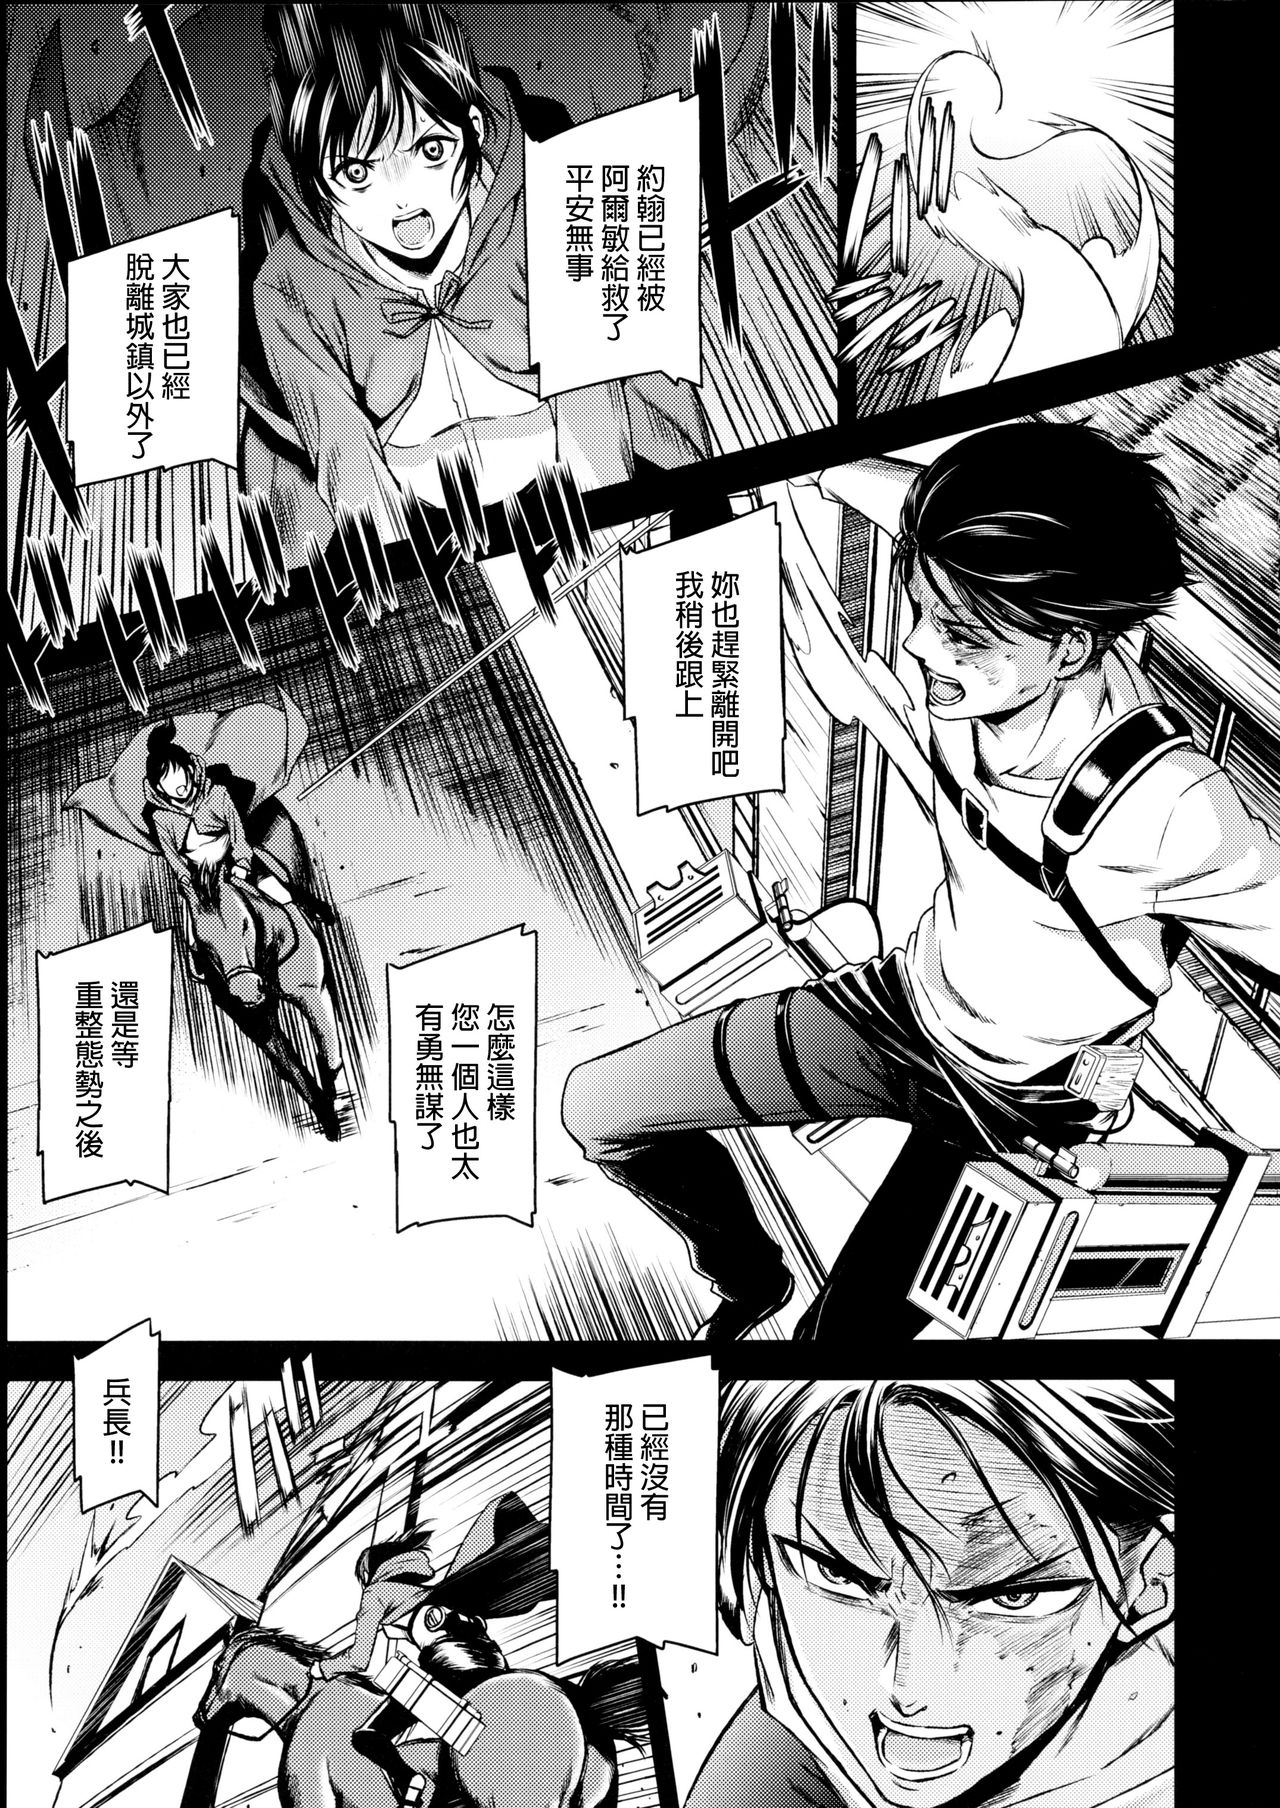 約翰已經被
阿爾敏給救了
平安無事
大家也已經
脫離城鎮以外了
妳也趕緊離開吧
我稍後跟上
怎麼這樣
您一個人也太
有勇無謀了
還是等
重整態勢之後
已經沒有
那種時間了…!!
兵長!!